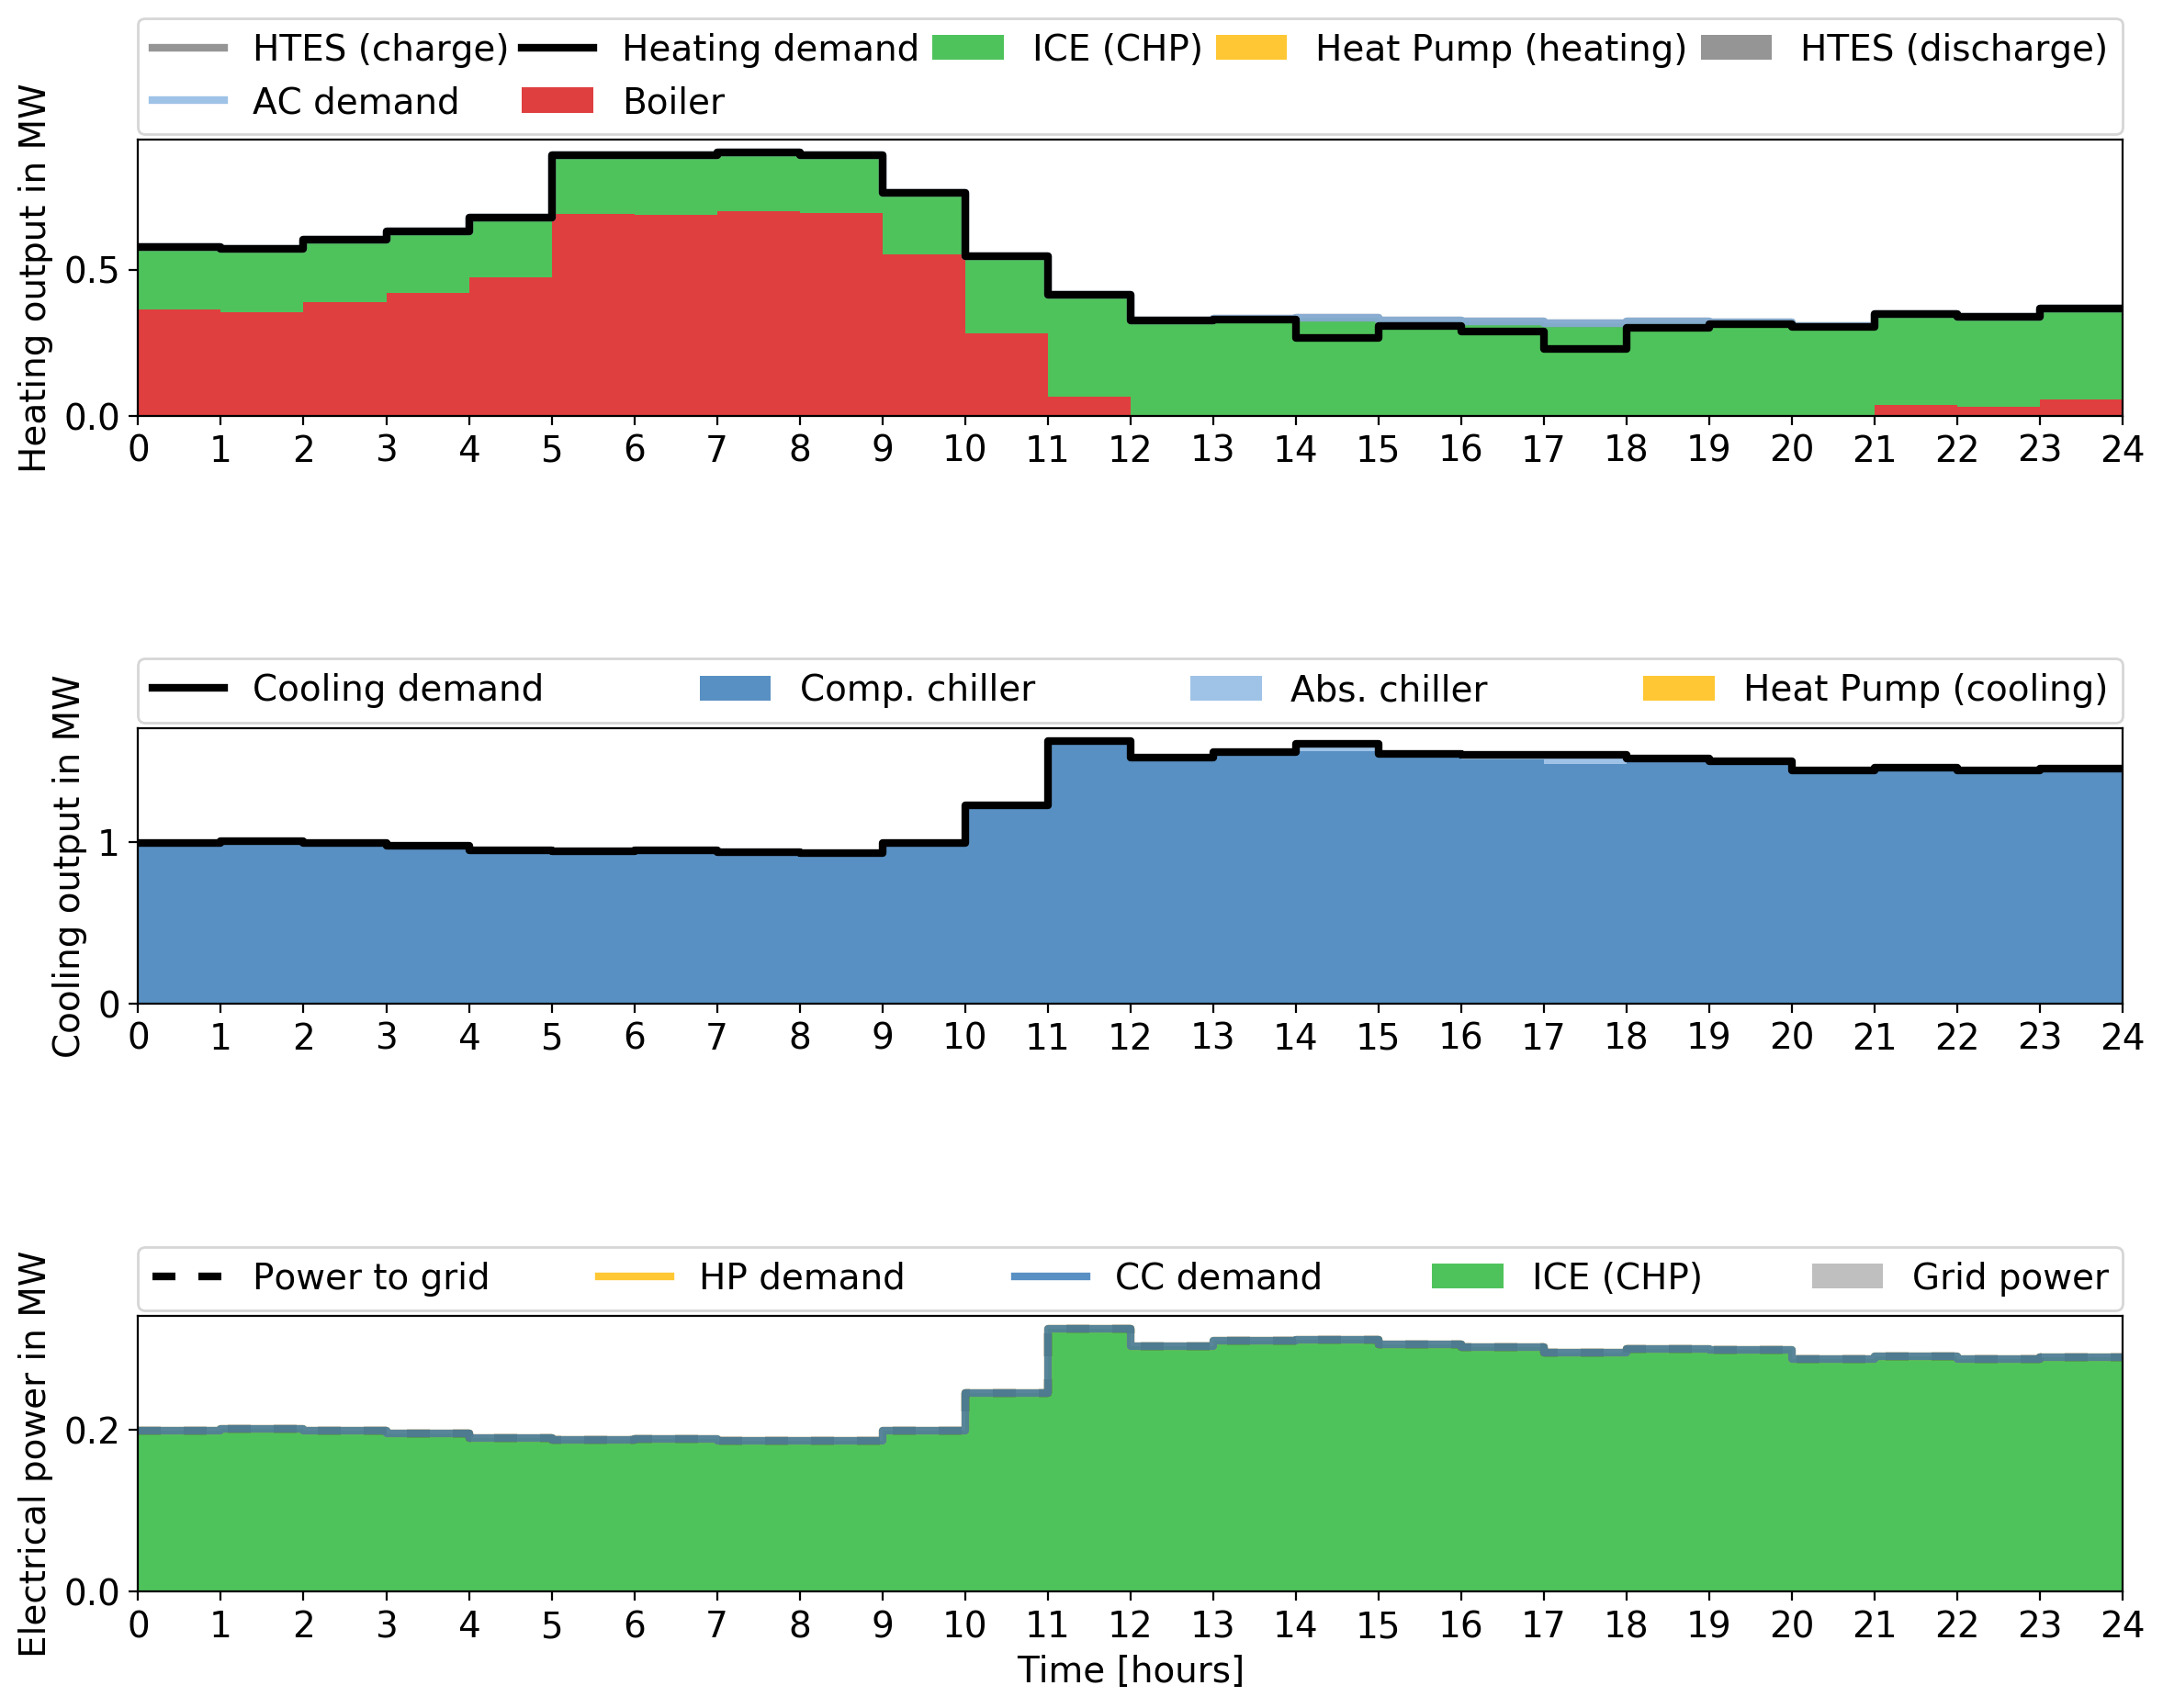 HTES (charge) Heating demand ICE (CHP) Heat Pump (heating) HTES (discharge)
AC demand Boiler
Heating output in MW
0.5
0.0
0 1 2 3 4 5 6 7 8 9 10 11 12 13 14 15 16 17 18 19 20 21 22 23 24
Cooling demand Comp. chiller Abs. chiller Heat Pump (cooling)
Cooling output in MW
1
0
0 1 2 3 4 5 6 7 8 9 10 11 12 13 14 15 16 17 18 19 20 21 22 23 24
Power to grid HP demand CC demand ICE (CHP) Grid power
Electrical power in MW
0.2
0.0
0 1 2 3 4 5 6 7 8 9 10 11 12 13 14 15 16 17 18 19 20 21 22 23 24
Time [hours]